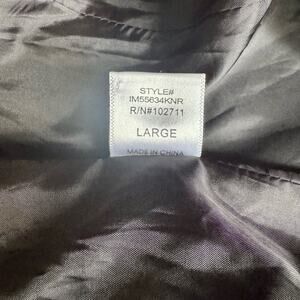 STYLE#
IM55634KNR
R/N#102711
LARGE
MADE IN CHINA